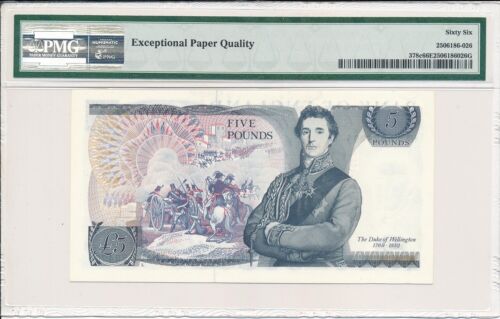 PMG
PAPER MONEY GUARANTY
NUMISMATIC
PMG
Exceptional Paper Quality
Sixty Six
2506186-026
378c66E2506186026G
FIVE
POUNDS
5
POUNDS
£5
The Duke of Wellington
1769 - 1852